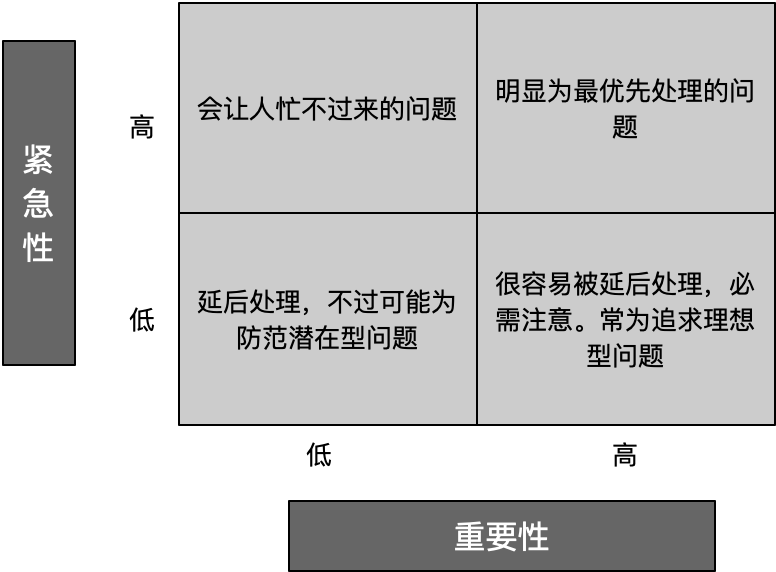 紧急性
高
会让人忙不过来的问题
明显为最优先处理的问
题
低
延后处理，不过可能为
防范潜在型问题
很容易被延后处理，必
需注意。常为追求理想
型问题
低
高
重要性